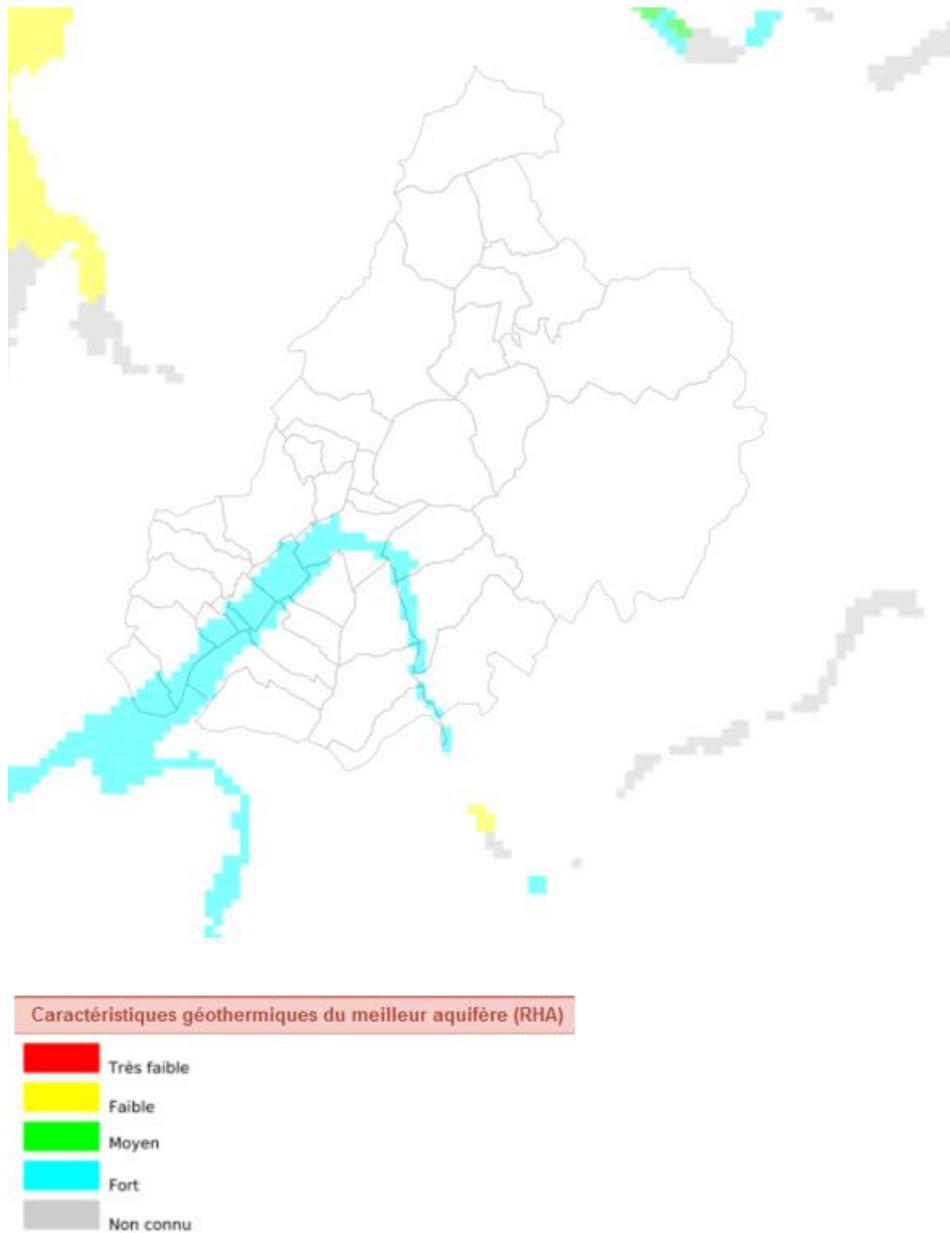 Caractéristiques géothermiques du meilleur aquifère (RHA)
Très faible
Faible
Moyen
Fort
Non connu